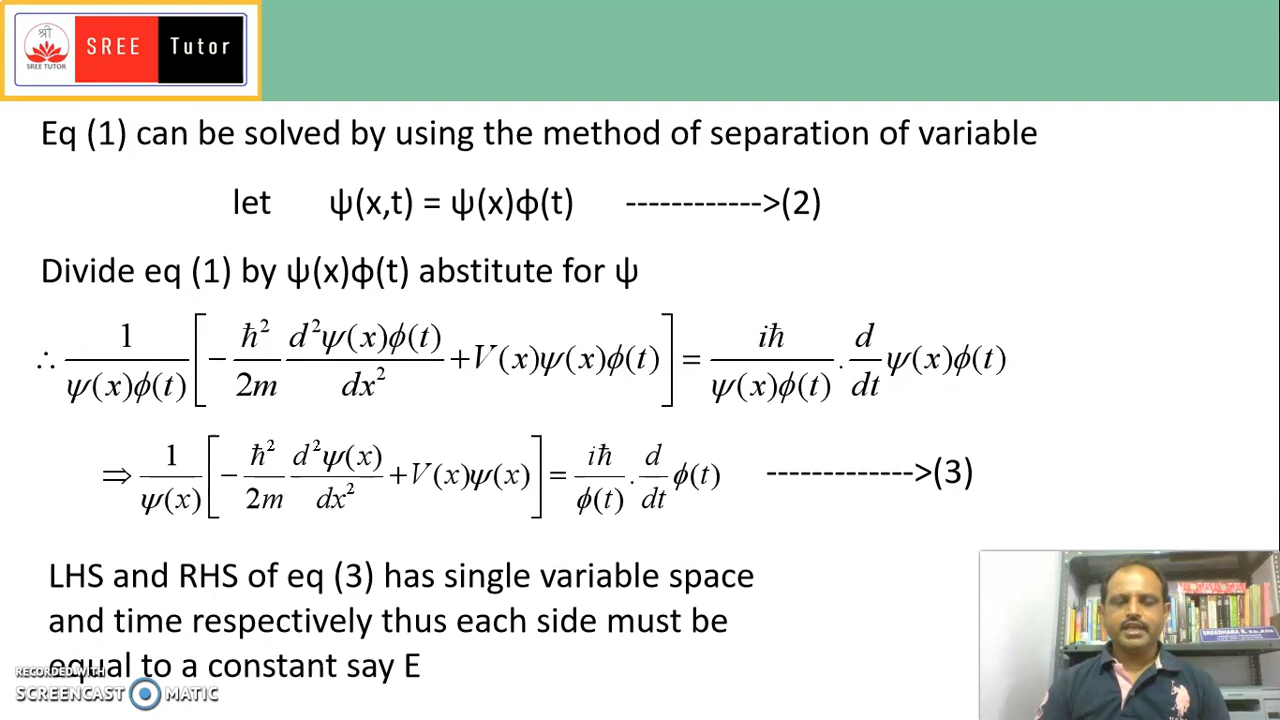 श्री
SREE TUTOR
SREE Tutor
Eq (1) can be solved by using the method of separation of variable
let ψ(x,t) = ψ(x)ϕ(t) ------------>(2)
Divide eq (1) by ψ(x)ϕ(t) abstitute for ψ
∴ 1/ψ(x)ϕ(t) [ − ħ²/2m d²ψ(x)ϕ(t)/dx² + V(x)ψ(x)ϕ(t) ] = iħ/ψ(x)ϕ(t) . d/dt ψ(x)ϕ(t)
⇒ 1/ψ(x) [ − ħ²/2m d²ψ(x)/dx² + V(x)ψ(x) ] = iħ/ϕ(t) . d/dt ϕ(t) ------------->(3)
LHS and RHS of eq (3) has single variable space
and time respectively thus each side must be
equal to a constant say E
RECORDED WITH
SCREENCAST MATIC
SREEDHARA R.